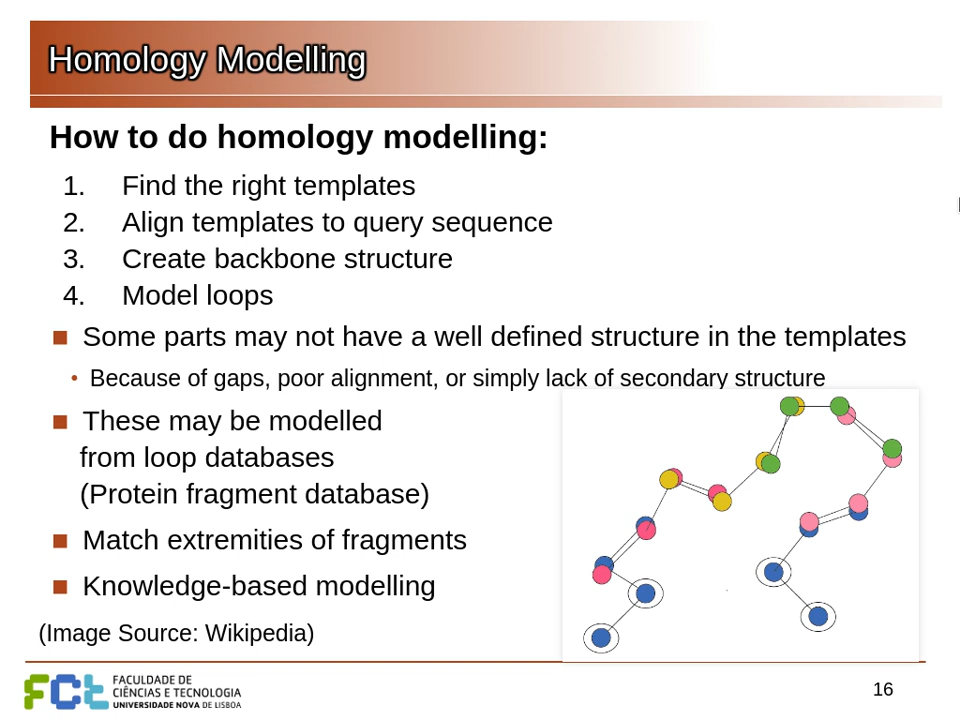 Homology Modelling
How to do homology modelling:
1. Find the right templates
2. Align templates to query sequence
3. Create backbone structure
4. Model loops
■ Some parts may not have a well defined structure in the templates
• Because of gaps, poor alignment, or simply lack of secondary structure
■ These may be modelled
from loop databases
(Protein fragment database)
■ Match extremities of fragments
■ Knowledge-based modelling
(Image Source: Wikipedia)
FCt
FACULDADE DE
CIÊNCIAS E TECNOLOGIA
UNIVERSIDADE NOVA DE LISBOA
16